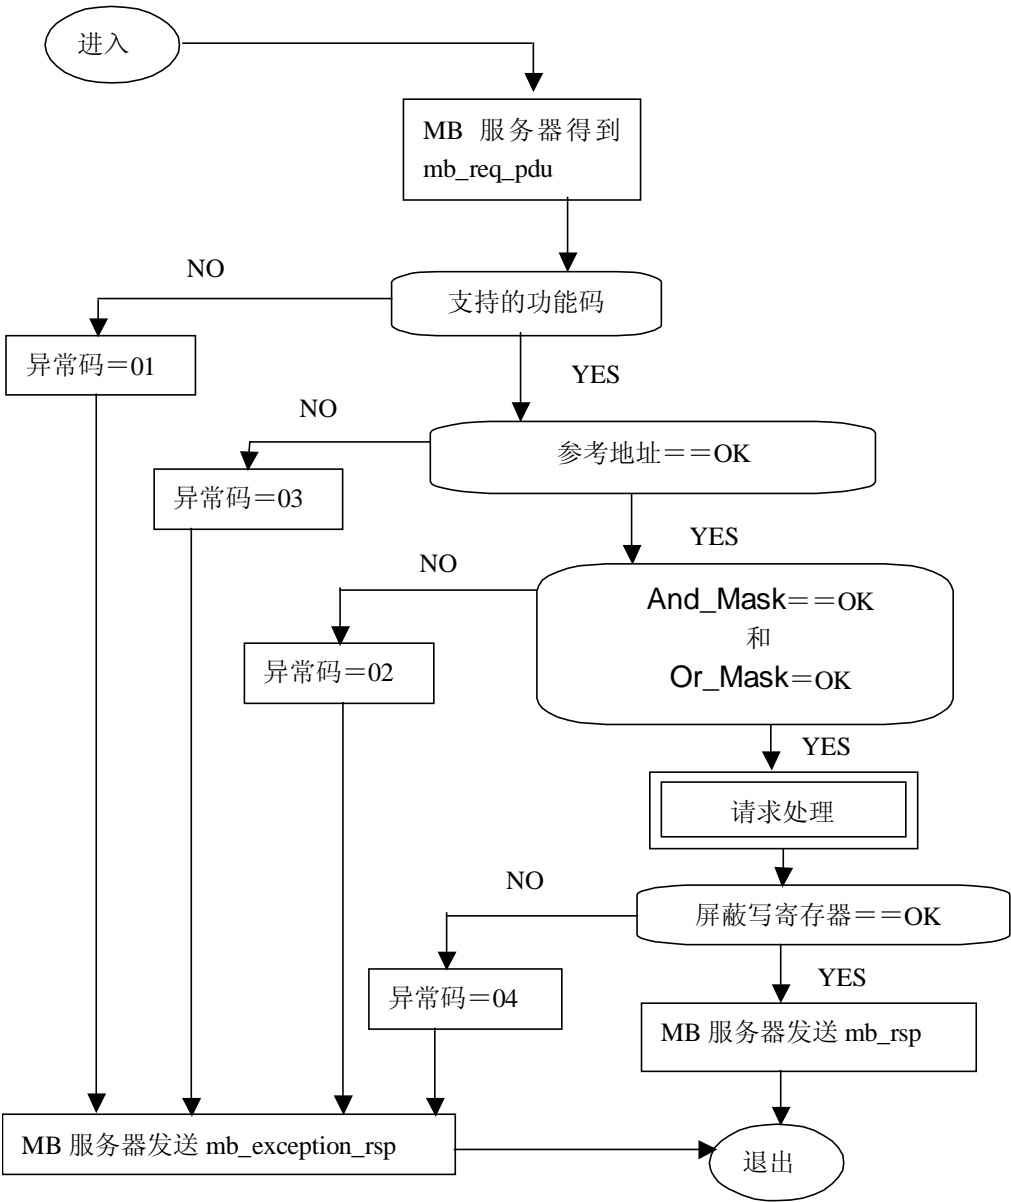 进入
MB 服务器得到
mb_req_pdu
NO
支持的功能码
异常码＝01
YES
NO
参考地址＝＝OK
异常码＝03
YES
NO
And_Mask＝＝OK
和
Or_Mask＝OK
异常码＝02
YES
请求处理
NO
屏蔽写寄存器＝＝OK
YES
异常码＝04
MB 服务器发送 mb_rsp
MB 服务器发送 mb_exception_rsp
退出